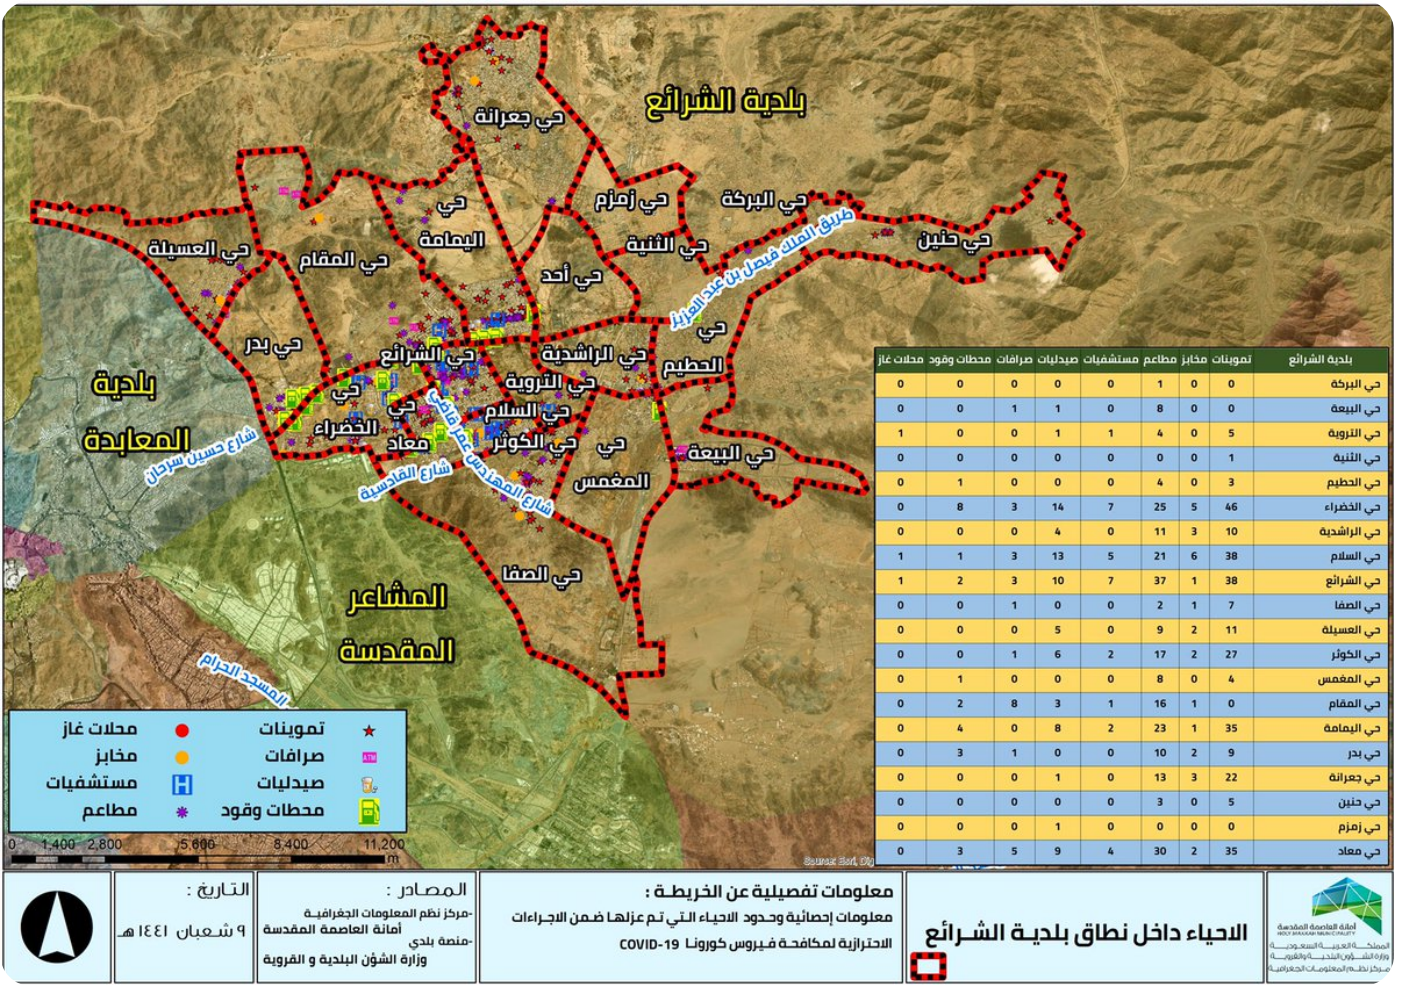 بلدية الشرائع
حي جعرانة
حي زمزم
حي البركة
حي
اليمامة
حي الثنية
حي حنين
طريق الملك فيصل بن عبد العزيز
حي العسيلة
حي المقام
حي أحد
حي
الحطيم
حي بدر
حي الشرائع
حي الراشدية
حي التروية
بلدية
المعابدة
حي
الخضراء
حي
معاد
حي السلام
حي الكوثر
حي
المغمس
حي البيعة
شارع حسين سرحان
شارع القادسية
شارع المهندس عمر قاضي
حي الصفا
المشاعر
المقدسة
المسجد الحرام
بلدية الشرائع تموينات مخابز مطاعم مستشفيات صيدليات صرافات محطات وقود محلات غاز
حي البركة 0 0 1 0 0 0 0 0
حي البيعة 0 0 8 0 1 1 0 0
حي التروية 5 0 4 1 1 0 0 1
حي الثنية 1 0 0 0 0 0 0 0
حي الحطيم 3 0 4 0 0 0 1 0
حي الخضراء 46 5 25 7 14 3 8 0
حي الراشدية 10 3 11 0 4 0 0 0
حي السلام 38 6 21 5 13 3 1 1
حي الشرائع 38 1 37 7 10 3 2 1
حي الصفا 7 1 2 0 0 1 0 0
حي العسيلة 11 2 9 0 5 0 0 0
حي الكوثر 27 2 17 2 6 1 0 0
حي المغمس 4 0 8 0 0 0 1 0
حي المقام 0 1 16 1 3 8 2 0
حي اليمامة 35 1 23 2 8 0 4 0
حي بدر 9 2 10 0 0 1 3 0
حي جعرانة 22 3 13 0 1 0 0 0
حي حنين 5 0 3 0 0 0 0 0
حي زمزم 0 0 0 0 1 0 0 0
حي معاد 35 2 30 4 9 5 3 0
تموينات محلات غاز
صرافات مخابز
ATM
صيدليات مستشفيات
H
محطات وقود مطاعم
0 1,400 2,800 5,600 8,400 11,200
m
Source: Esri, Dig
أمانة العاصمة المقدسة
HOLY MAKKAH MUNICIPALITY
المملكة العربية السعودية
وزارة الشؤون البلدية والقروية
مركز نظم المعلومات الجغرافية
الاحياء داخل نطاق بلدية الشرائع
معلومات تفصيلية عن الخريطة :
معلومات إحصائية وحدود الاحياء التي تم عزلها ضمن الاجراءات
الاحترازية لمكافحة فيروس كورونا COVID-19
المصادر :
-مركز نظم المعلومات الجغرافية
أمانة العاصمة المقدسة
-منصة بلدي
وزارة الشؤن البلدية و القروية
التاريخ :
٩ شعبان ١٤٤١ هـ